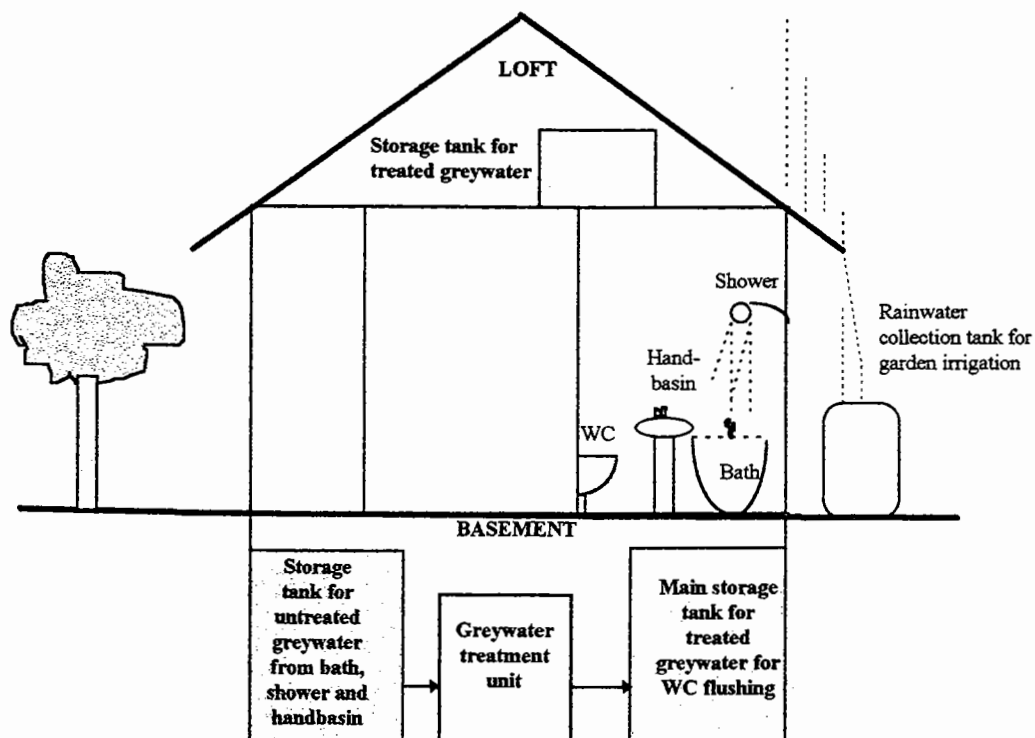 LOFT
Storage tank for
treated greywater
Shower
Rainwater
collection tank for
garden irrigation
Hand-
basin
WC
Bath
BASEMENT
Storage
tank for
untreated
greywater
from bath,
shower and
handbasin
Greywater
treatment
unit
Main storage
tank for
treated
greywater for
WC flushing